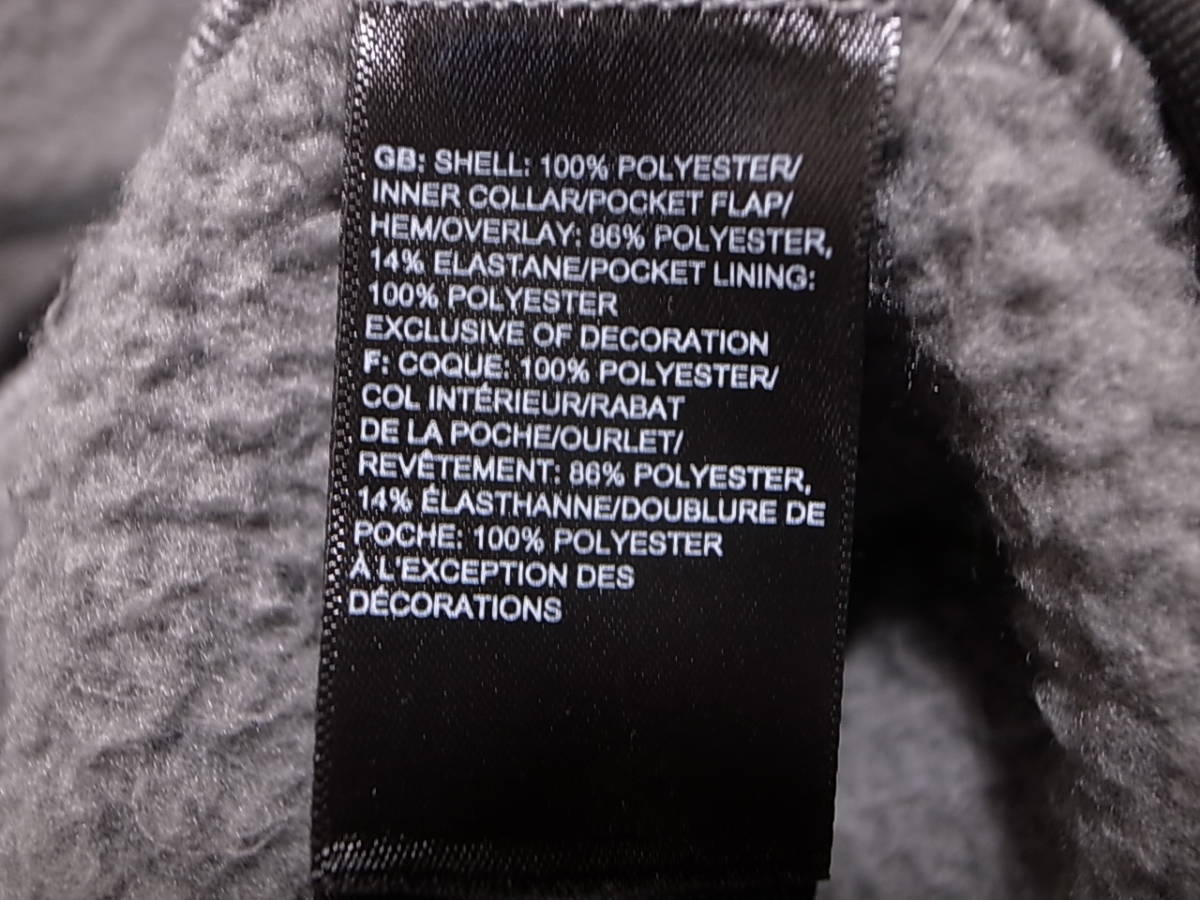 GB: SHELL: 100% POLYESTER/
INNER COLLAR/POCKET FLAP/
HEM/OVERLAY: 86% POLYESTER,
14% ELASTANE/POCKET LINING:
100% POLYESTER
EXCLUSIVE OF DECORATION
F: COQUE: 100% POLYESTER/
COL INTÉRIEUR/RABAT
DE LA POCHE/OURLET/
REVÊTEMENT: 86% POLYESTER,
14% ÉLASTHANNE/DOUBLURE DE
POCHE: 100% POLYESTER
À L'EXCEPTION DES
DÉCORATIONS